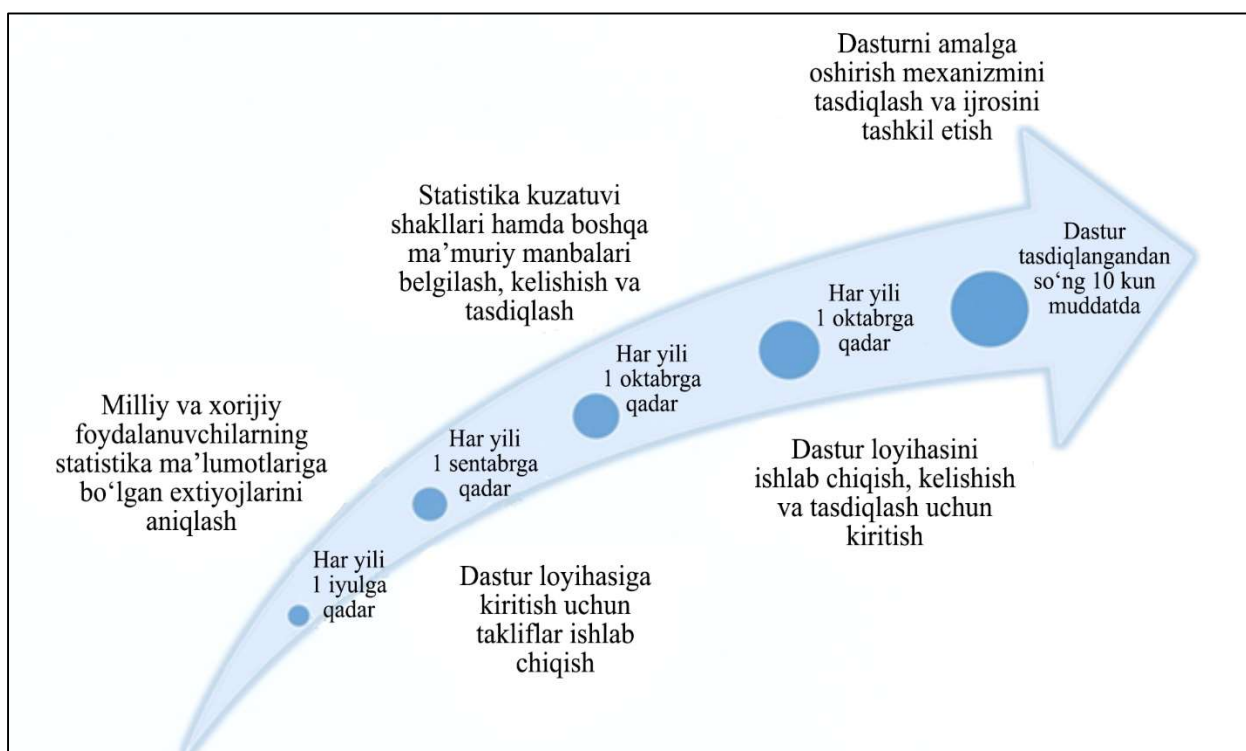 Milliy va xorijiy
foydalanuvchilarning
statistika ma’lumotlariga
bo‘lgan extiyojlarini
aniqlash
Har yili
1 iyulga
qadar
Dastur loyihasiga
kiritish uchun
takliflar ishlab
chiqish
Har yili
1 sentabrga
qadar
Statistika kuzatuvi
shakllari hamda boshqa
ma’muriy manbalari
belgilash, kelishish va
tasdiqlash
Har yili
1 oktabrga
qadar
Dastur loyihasini
ishlab chiqish, kelishish
va tasdiqlash uchun
kiritish
Har yili
1 oktabrga
qadar
Dasturni amalga
oshirish mexanizmini
tasdiqlash va ijrosini
tashkil etish
Dastur
tasdiqlangandan
so‘ng 10 kun
muddatda